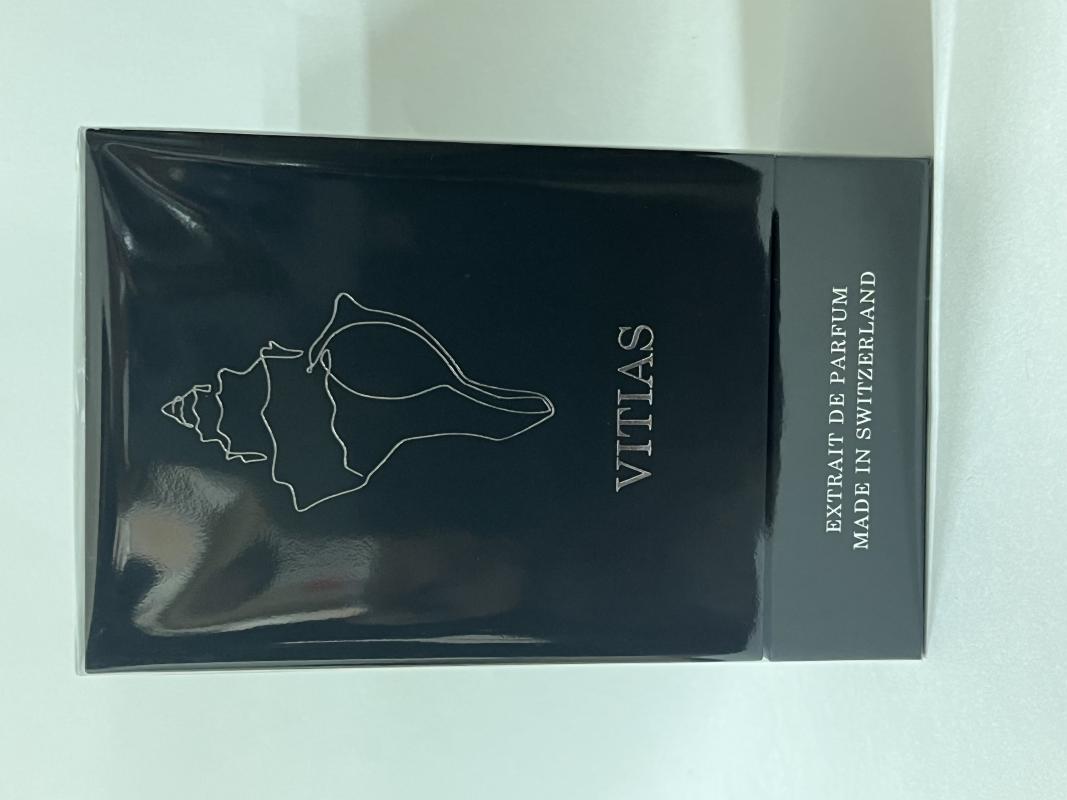 VITIAS
EXTRAIT DE PARFUM
MADE IN SWITZERLAND